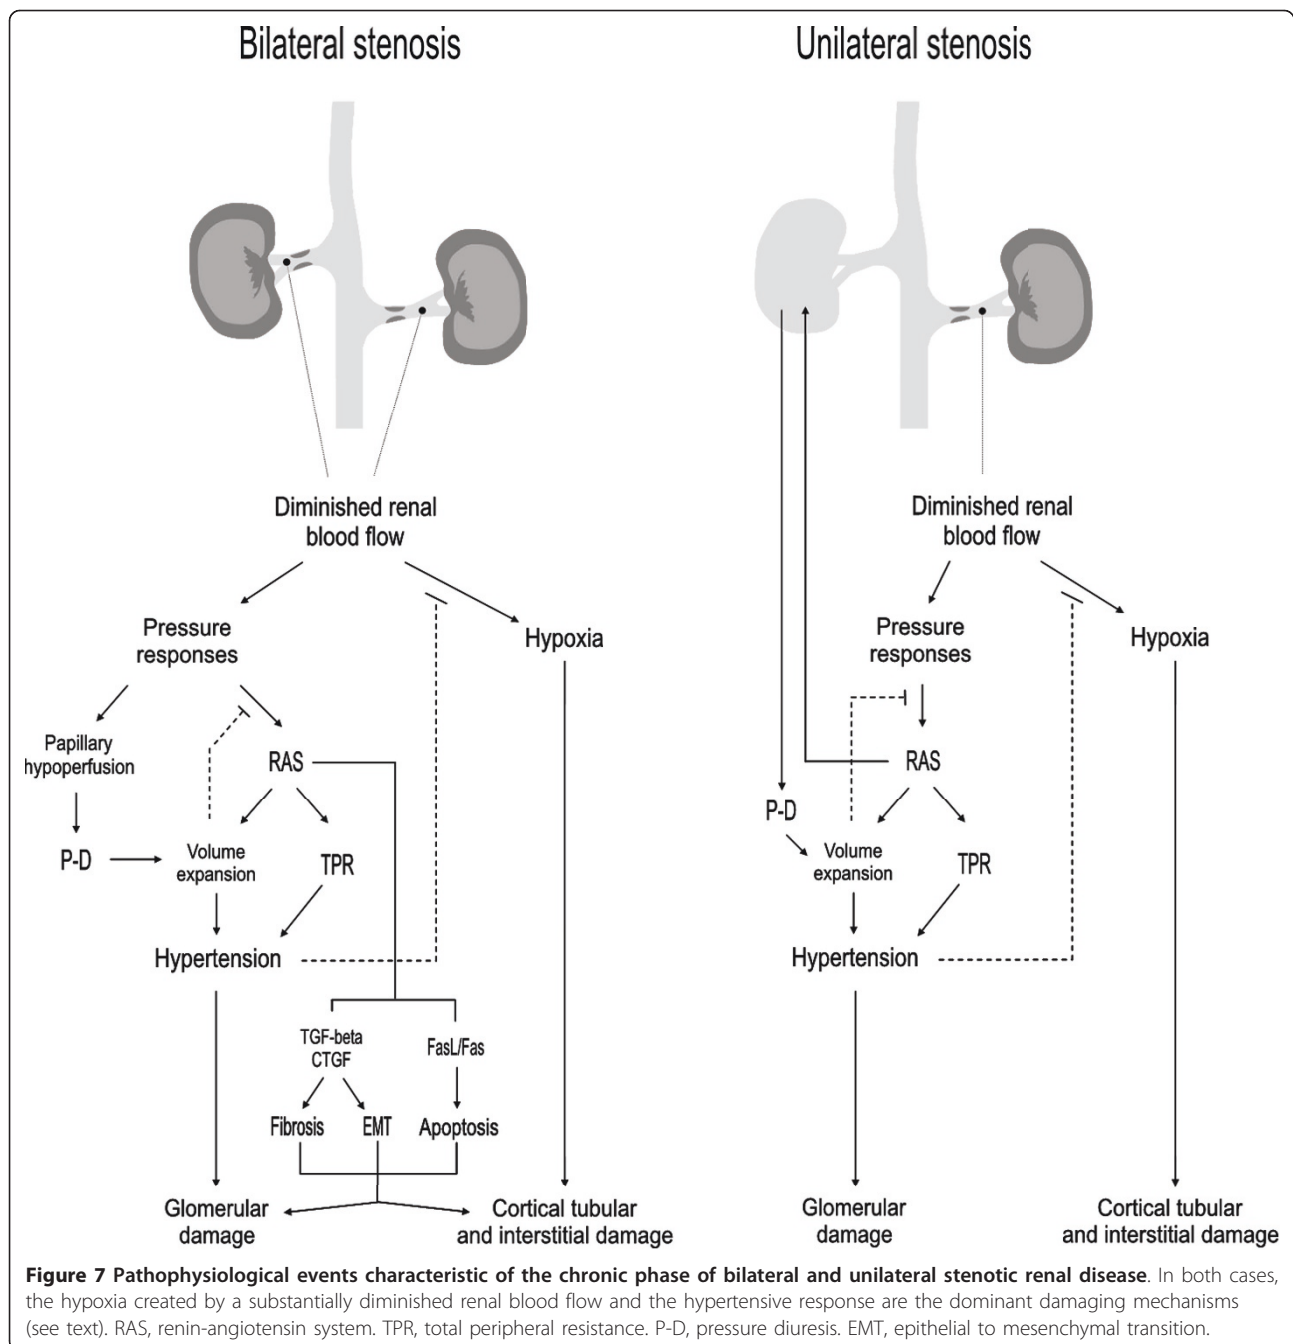 Bilateral stenosis
Diminished renal
blood flow
Pressure
responses
Hypoxia
Papillary
hypoperfusion
RAS
P-D
Volume
expansion
TPR
Hypertension
TGF-beta
CTGF
FasL/Fas
Fibrosis
EMT
Apoptosis
Glomerular
damage
Cortical tubular
and interstitial damage
Unilateral stenosis
Diminished renal
blood flow
Pressure
responses
Hypoxia
RAS
P-D
Volume
expansion
TPR
Hypertension
Glomerular
damage
Cortical tubular
and interstitial damage
Figure 7 Pathophysiological events characteristic of the chronic phase of bilateral and unilateral stenotic renal disease. In both cases,
the hypoxia created by a substantially diminished renal blood flow and the hypertensive response are the dominant damaging mechanisms
(see text). RAS, renin-angiotensin system. TPR, total peripheral resistance. P-D, pressure diuresis. EMT, epithelial to mesenchymal transition.